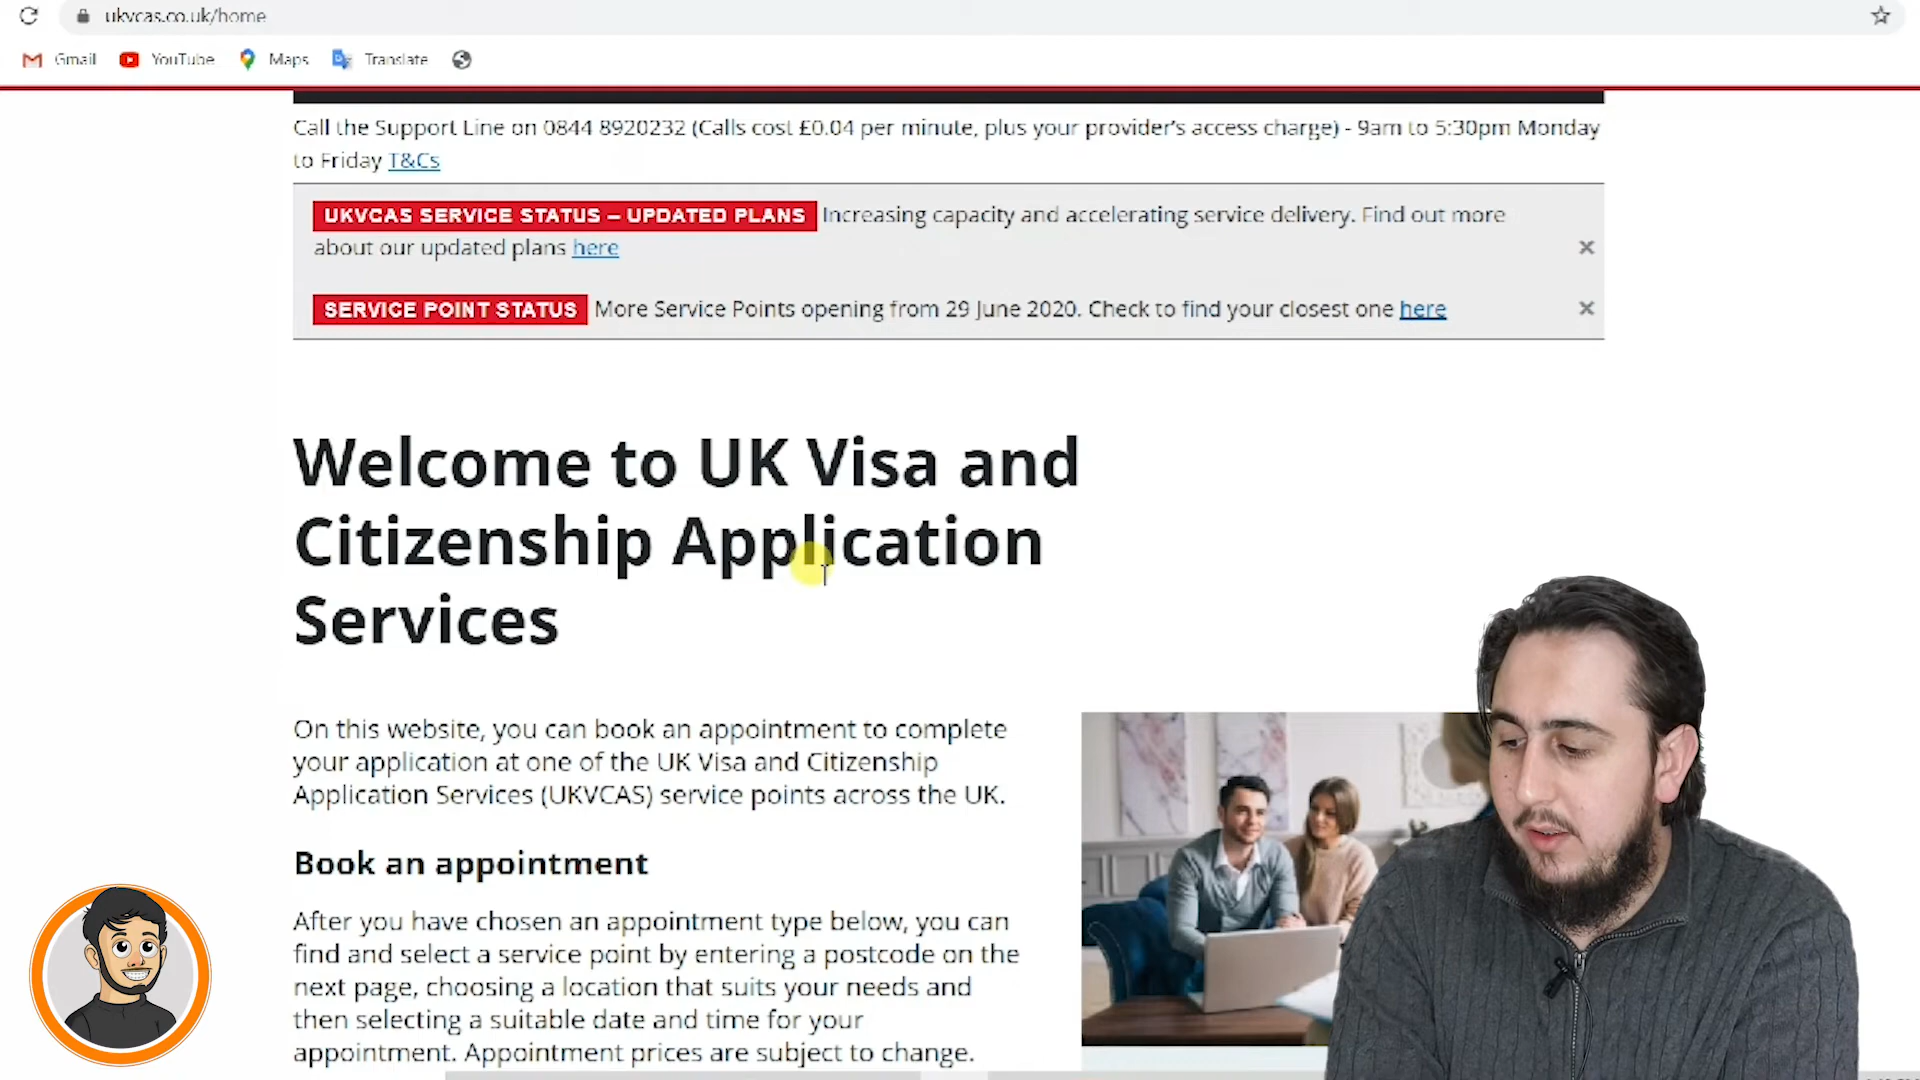 ukvcas.co.uk/home
Gmail YouTube Maps Translate
Call the Support Line on 0844 8920232 (Calls cost £0.04 per minute, plus your provider's access charge) - 9am to 5:30pm Monday
to Friday T&Cs
UKVCAS SERVICE STATUS – UPDATED PLANS Increasing capacity and accelerating service delivery. Find out more
about our updated plans here
SERVICE POINT STATUS More Service Points opening from 29 June 2020. Check to find your closest one here
Welcome to UK Visa and
Citizenship Application
Services
On this website, you can book an appointment to complete
your application at one of the UK Visa and Citizenship
Application Services (UKVCAS) service points across the UK.
Book an appointment
After you have chosen an appointment type below, you can
find and select a service point by entering a postcode on the
next page, choosing a location that suits your needs and
then selecting a suitable date and time for your
appointment. Appointment prices are subject to change.